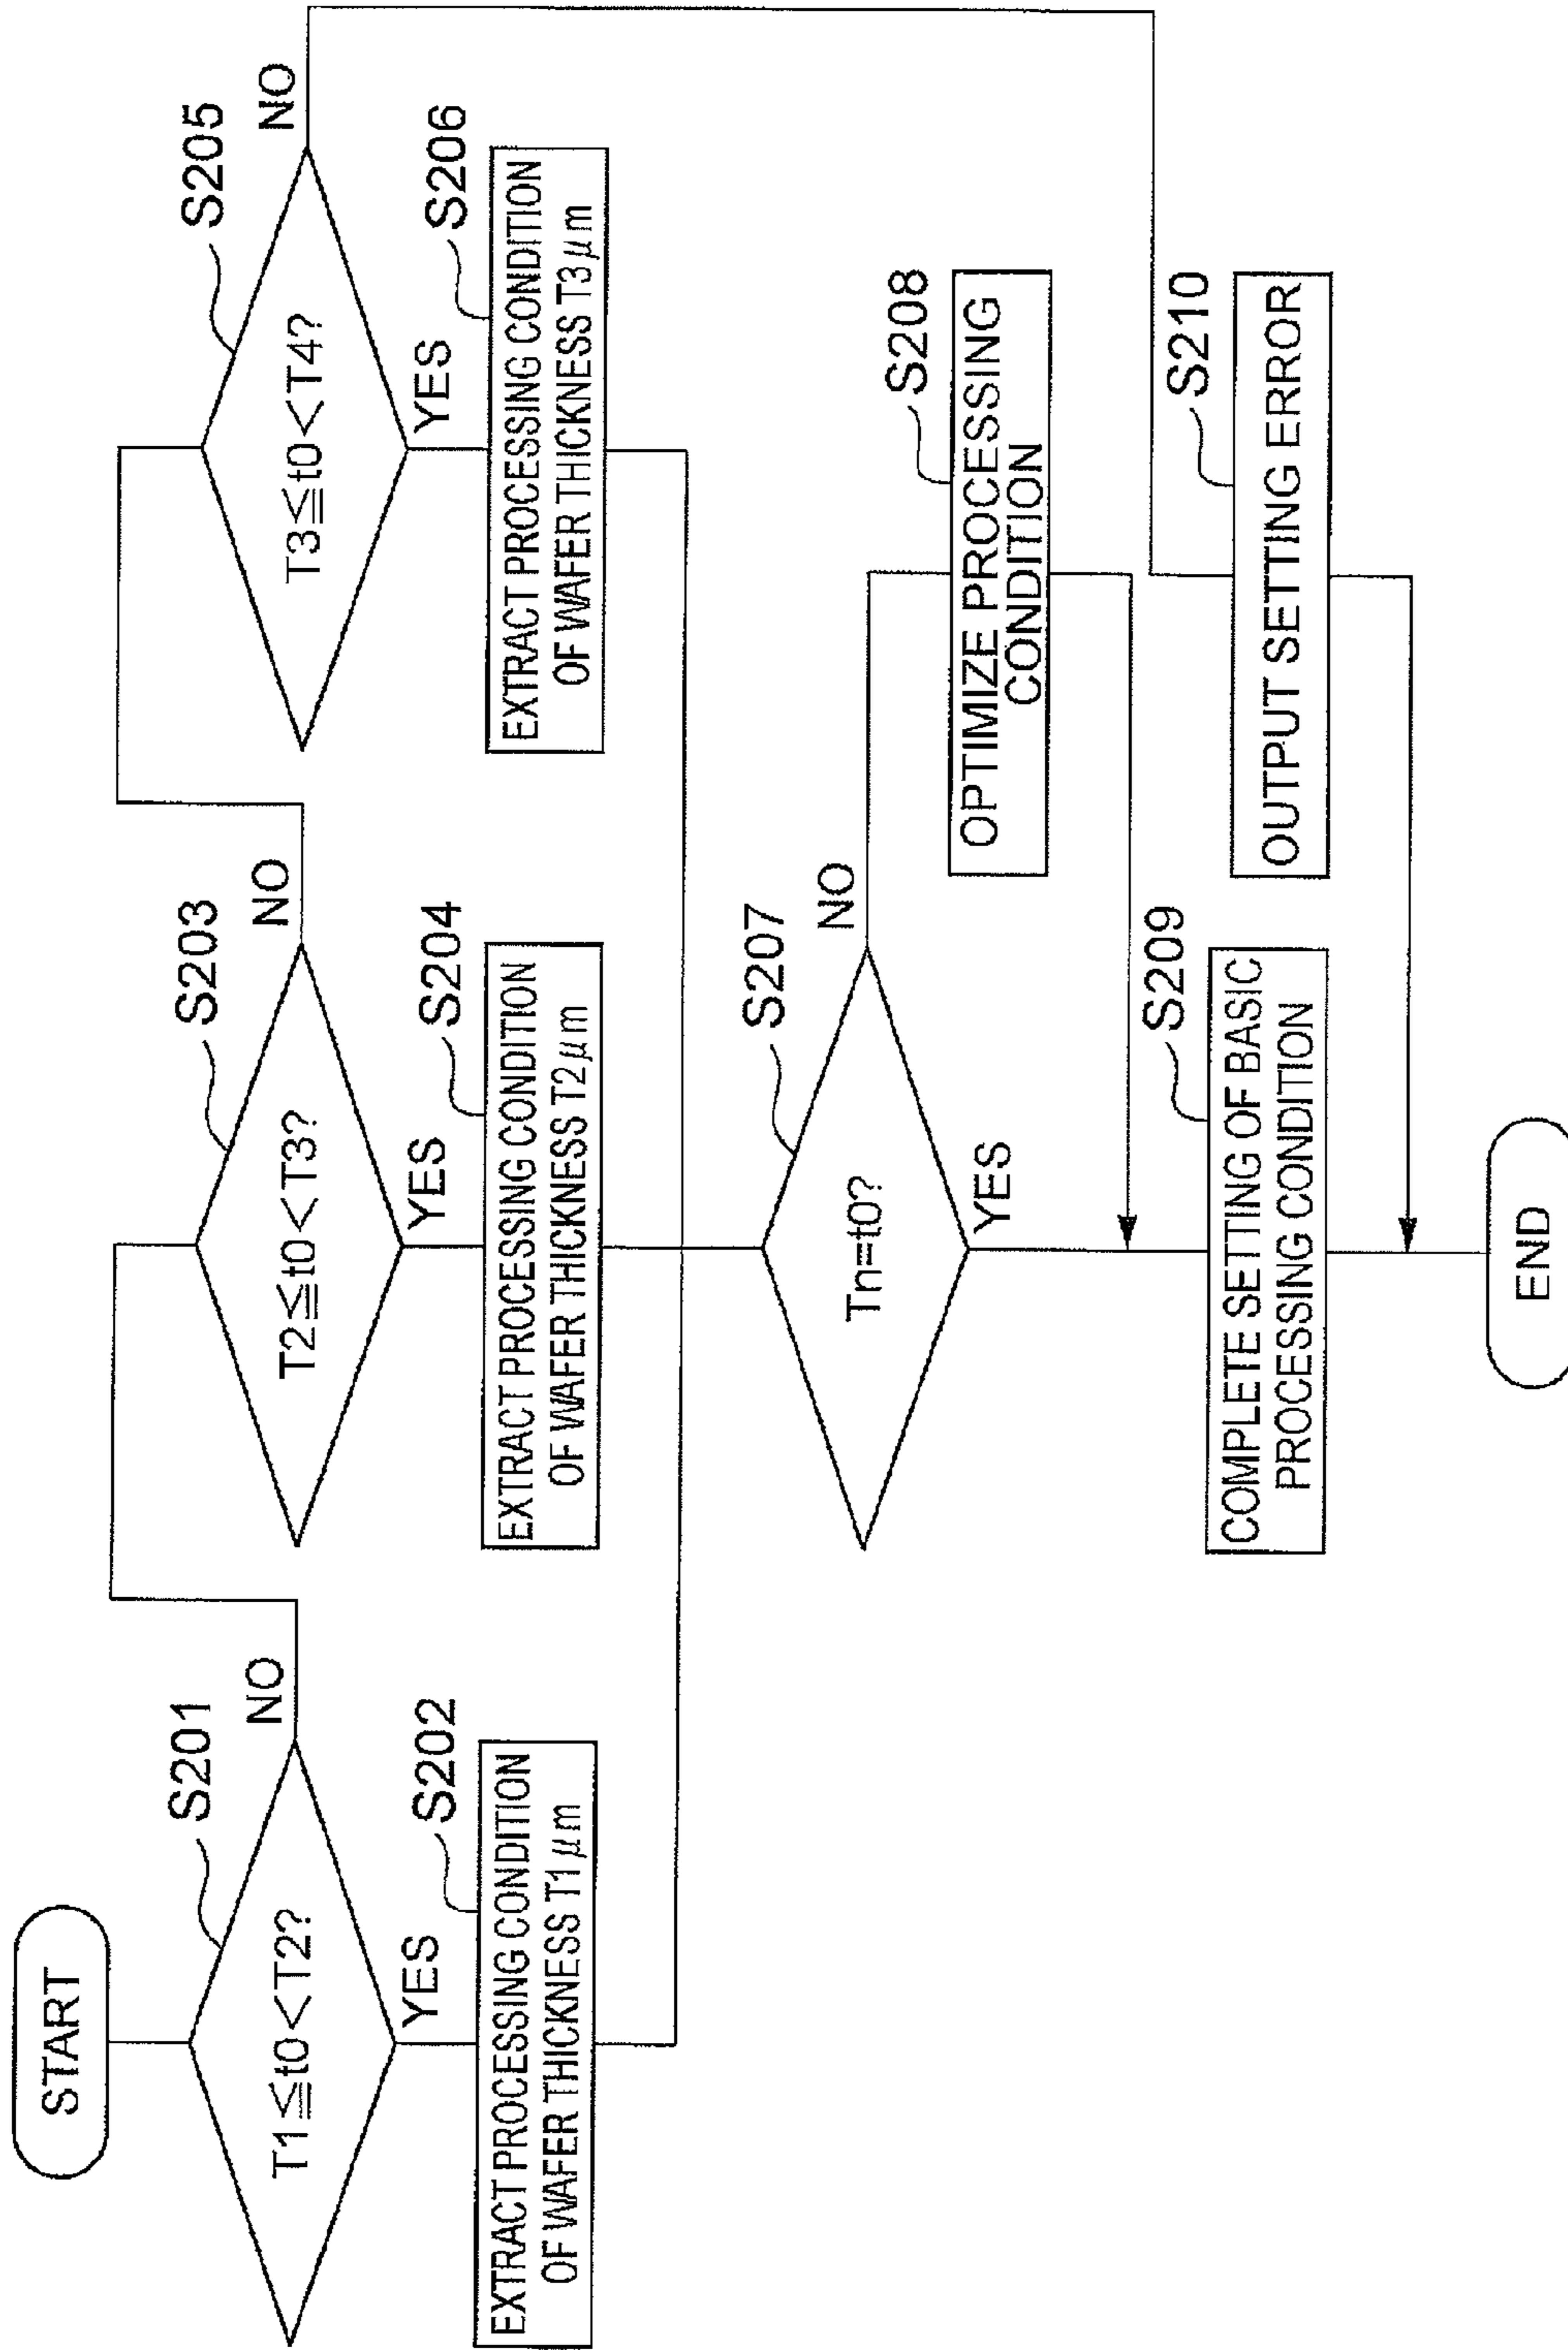 START
S201
T1≦t0<T2?
NO
YES
S202
EXTRACT PROCESSING CONDITION
OF WAFER THICKNESS T1μm
S203
T2≦t0<T3?
NO
YES
S204
EXTRACT PROCESSING CONDITION
OF WAFER THICKNESS T2μm
S205
T3≦t0<T4?
NO
YES
S206
EXTRACT PROCESSING CONDITION
OF WAFER THICKNESS T3μm
S207
Tn=t0?
NO
YES
S208
OPTIMIZE PROCESSING
CONDITION
S209
COMPLETE SETTING OF BASIC
PROCESSING CONDITION
S210
OUTPUT SETTING ERROR
END